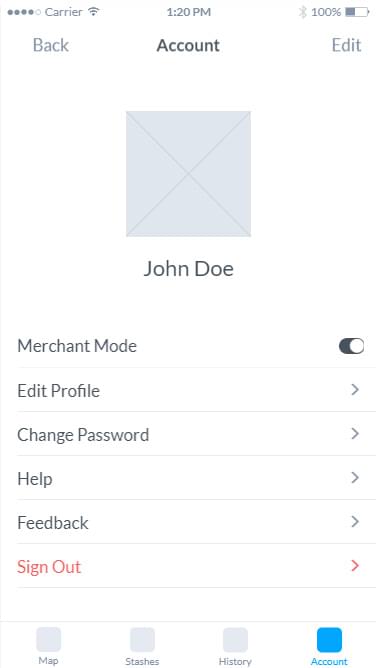 Carrier 1:20 PM 100%
Back Account Edit
John Doe
Merchant Mode
Edit Profile
Change Password
Help
Feedback
Sign Out
Map Stashes History Account